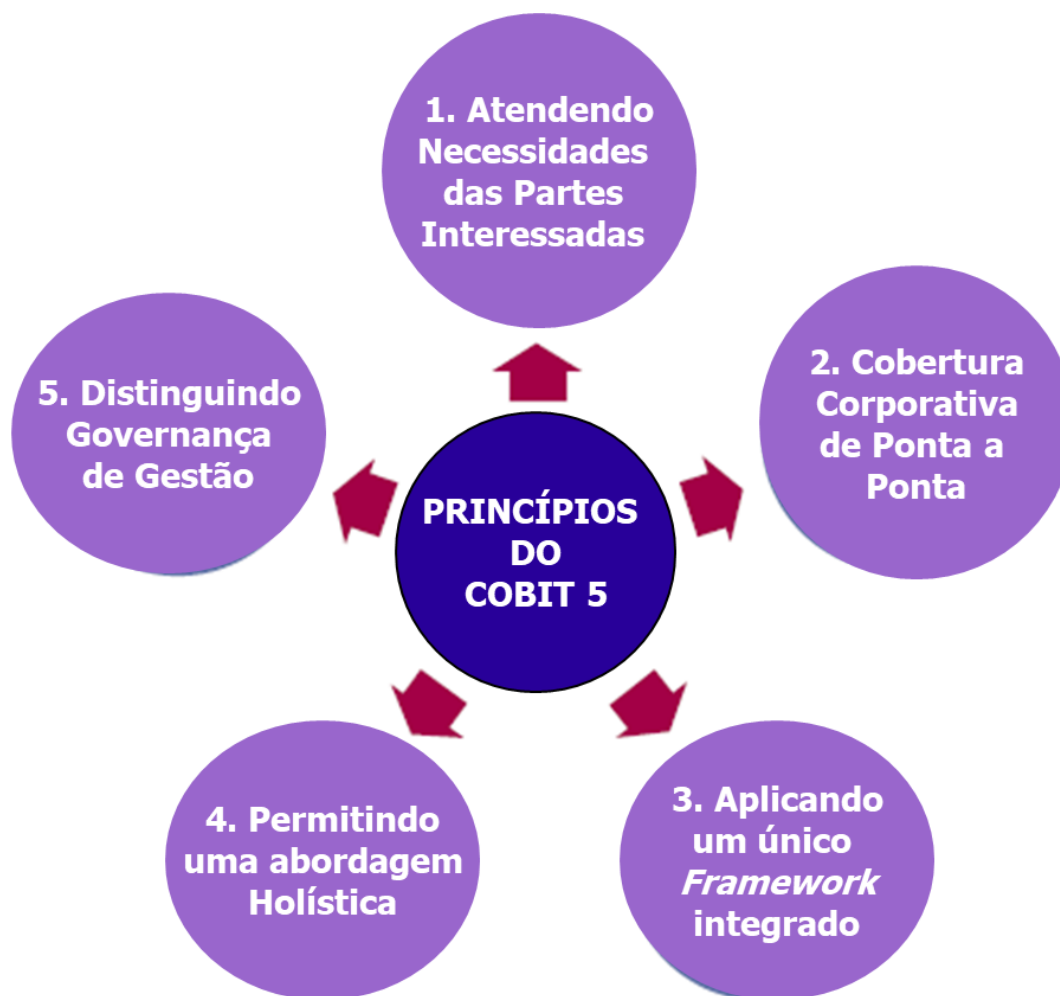 1. Atendendo
Necessidades
das Partes
Interessadas
2. Cobertura
Corporativa
de Ponta a
Ponta
5. Distinguindo
Governança
de Gestão
PRINCÍPIOS
DO
COBIT 5
3. Aplicando
um único
Framework
integrado
4. Permitindo
uma abordagem
Holística